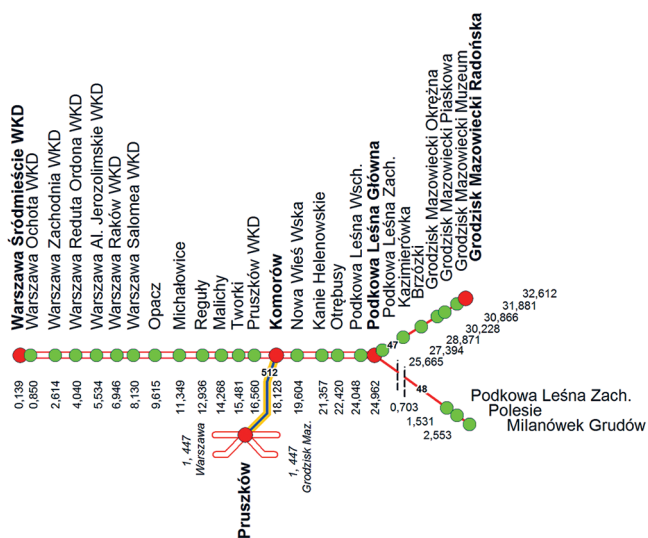 Warszawa Śródmieście WKD
Warszawa Ochota WKD
Warszawa Zachodnia WKD
Warszawa Reduta Ordona WKD
Warszawa Al. Jerozolimskie WKD
Warszawa Raków WKD
Warszawa Salomea WKD
Opacz
Michałowice
Reguły
Malichy
Tworki
Pruszków WKD
Komorów
Nowa Wieś Wska
Kanie Helenowskie
Otrębusy
Podkowa Leśna Wsch.
Podkowa Leśna Główna
Podkowa Leśna Zach.
Kazimierówka
Brzózki
Grodzisk Mazowiecki Okrężna
Grodzisk Mazowiecki Piaskowa
Grodzisk Mazowiecki Muzeum
Grodzisk Mazowiecki Radońska
32,612
31,881
30,866
30,228
28,871
27,394
25,665
47
512
48
0,139
0,850
2,614
4,040
5,534
6,946
8,130
9,615
11,349
12,936
14,268
15,481
16,560
18,128
19,604
21,357
22,420
24,048
24,962
0,703
1,531
2,553
Podkowa Leśna Zach.
Polesie
Milanówek Grudów
1, 447
Warszawa
1, 447
Grodzisk Maz.
Pruszków